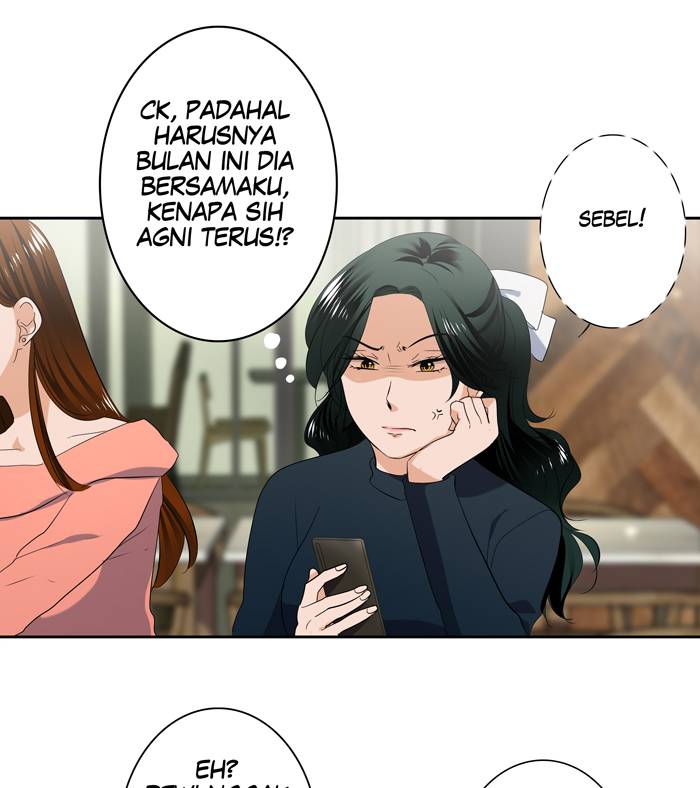 CK, PADAHAL
HARUSNYA
BULAN INI DIA
BERSAMAKU,
KENAPA SIH
AGNI TERUS!?
SEBEL!
EH?